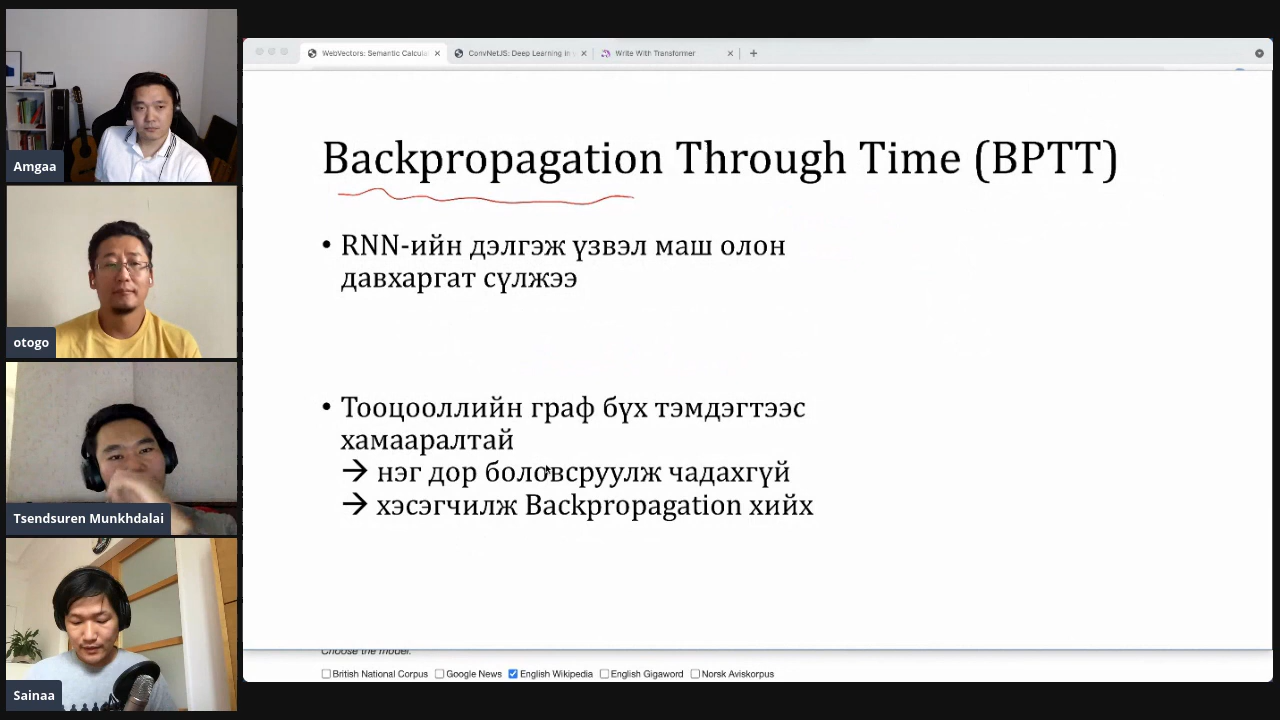 Amgaa
otogo
Tsendsuren Munkhdalai
Sainaa
WebVectors: Semantic Calcula
ConvNetJS: Deep Learning in
Write With Transformer
Backpropagation Through Time (BPTT)
• RNN-ийн дэлгэж үзвэл маш олон
давхаргат сүлжээ
• Тооцооллийн граф бүх тэмдэгтээс
хамааралтай
→ нэг дор боловсруулж чадахгүй
→ хэсэгчилж Backpropagation хийх
Choose the model:
British National Corpus Google News English Wikipedia English Gigaword Norsk Aviskorpus